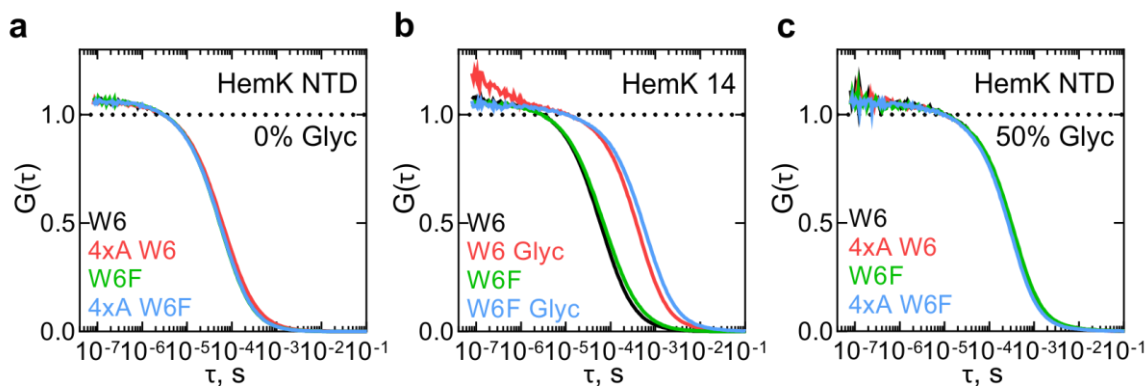 a
HemK NTD
0% Glyc
G(τ)
1.0
0.5
0.0
W6
4xA W6
W6F
4xA W6F
10-7 10-6 10-5 10-4 10-3 10-2 10-1
τ, s
b
HemK 14
G(τ)
1.0
0.5
0.0
W6
W6 Glyc
W6F
W6F Glyc
10-7 10-6 10-5 10-4 10-3 10-2 10-1
τ, s
c
HemK NTD
50% Glyc
G(τ)
1.0
0.5
0.0
W6
4xA W6
W6F
4xA W6F
10-7 10-6 10-5 10-4 10-3 10-2 10-1
τ, s